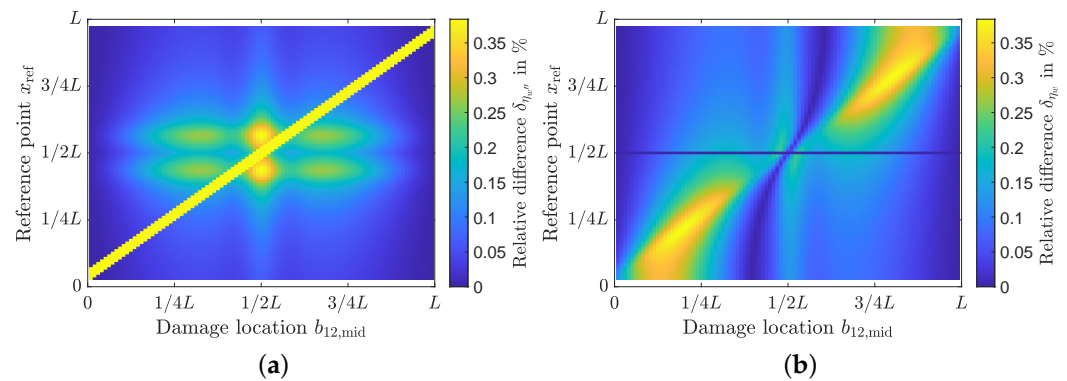 L
3/4L
1/2L
1/4L
0
Reference point x_ref
0 1/4L 1/2L 3/4L L
Damage location b_12,mid
0.35
0.3
0.25
0.2
0.15
0.1
0.05
0
Relative difference δ_η_w'' in %
(a)
L
3/4L
1/2L
1/4L
0
Reference point x_ref
0 1/4L 1/2L 3/4L L
Damage location b_12,mid
0.35
0.3
0.25
0.2
0.15
0.1
0.05
0
Relative difference δ_η_w in %
(b)